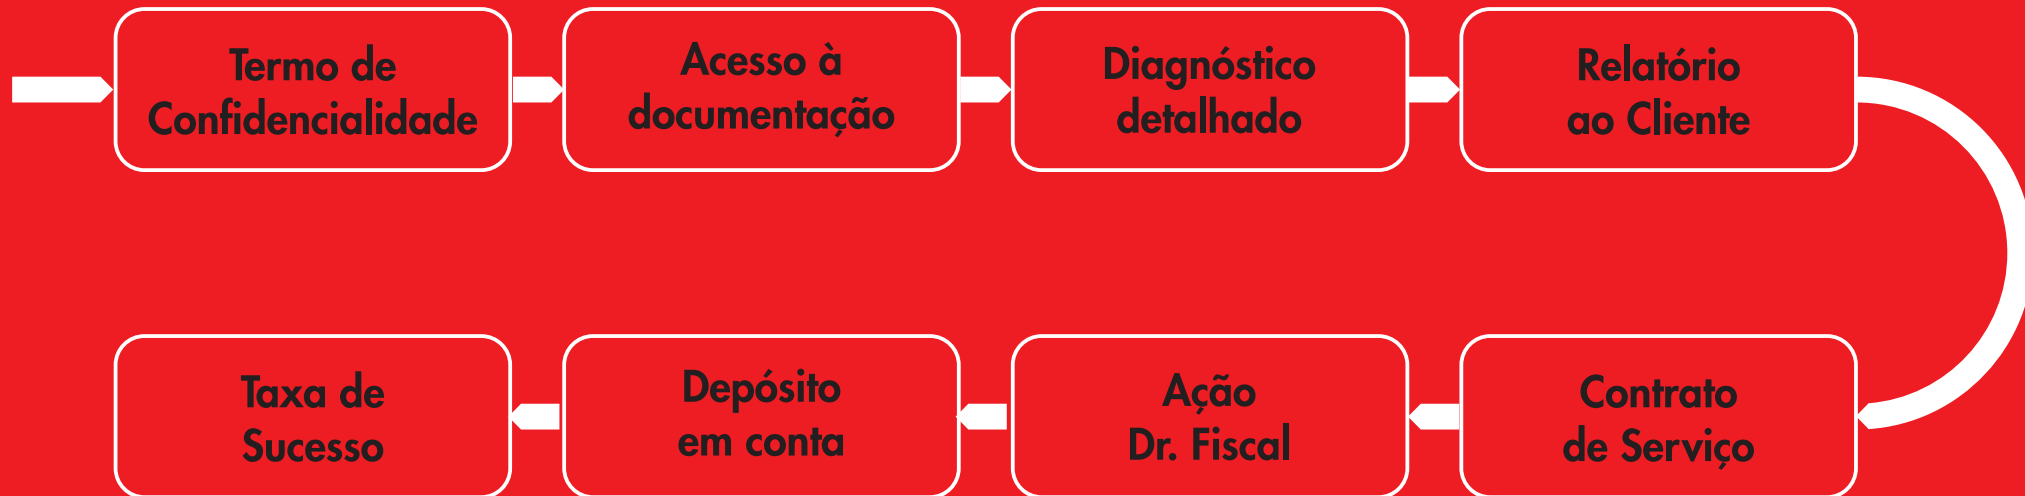 Termo de
Confidencialidade
Acesso à
documentação
Diagnóstico
detalhado
Relatório
ao Cliente
Contrato
de Serviço
Ação
Dr. Fiscal
Depósito
em conta
Taxa de
Sucesso